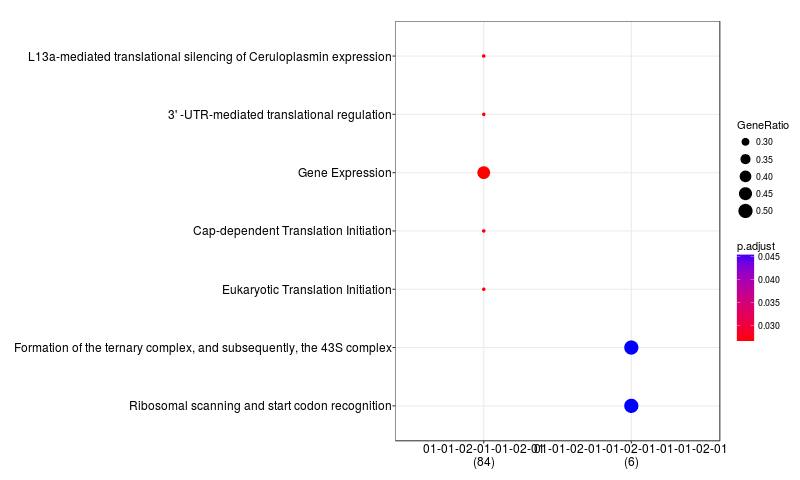 L13a-mediated translational silencing of Ceruloplasmin expression
3' -UTR-mediated translational regulation
Gene Expression
Cap-dependent Translation Initiation
Eukaryotic Translation Initiation
Formation of the ternary complex, and subsequently, the 43S complex
Ribosomal scanning and start codon recognition
GeneRatio
0.30
0.35
0.40
0.45
0.50
p.adjust
0.045
0.040
0.035
0.030
(84)
(6)